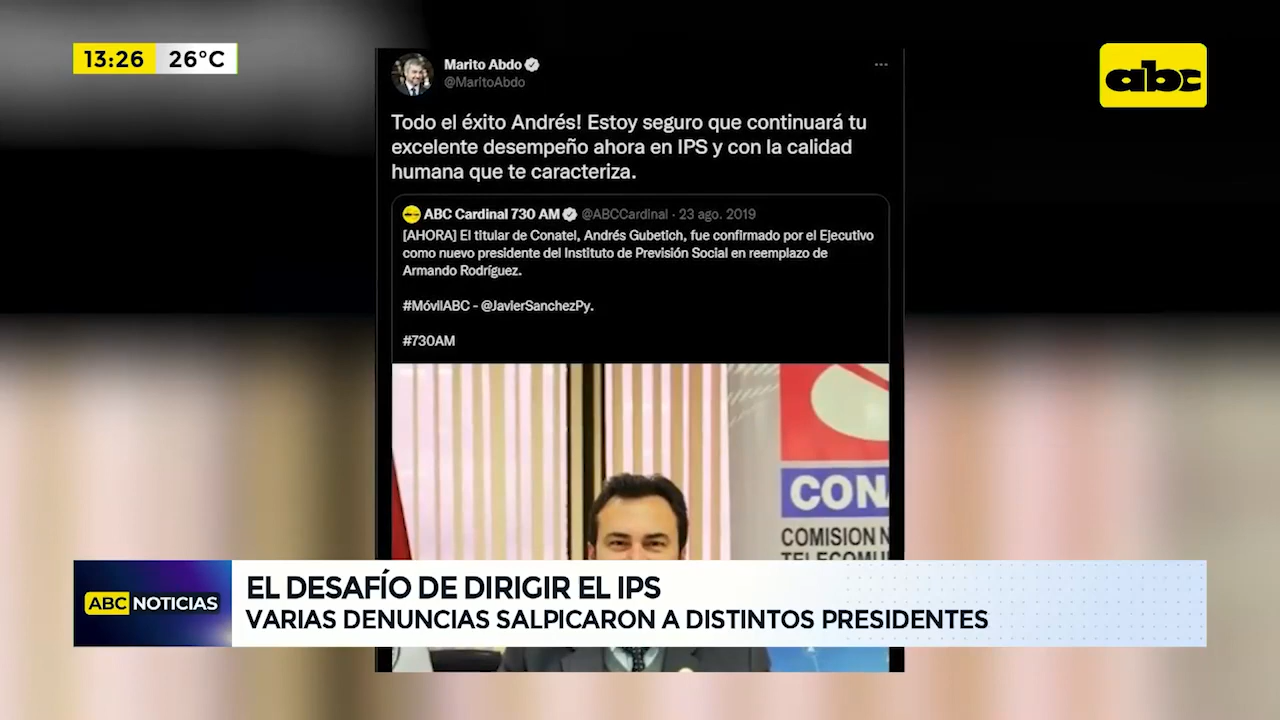 13:26 26°C
abc
Marito Abdo
@MaritoAbdo
Todo el éxito Andrés! Estoy seguro que continuará tu
excelente desempeño ahora en IPS y con la calidad
humana que te caracteriza.
ABC Cardinal 730 AM @ABCCardinal · 23 ago. 2019
[AHORA] El titular de Conatel, Andrés Gubetich, fue confirmado por el Ejecutivo
como nuevo presidente del Instituto de Previsión Social en reemplazo de
Armando Rodríguez.
#MóvilABC - @JavierSanchezPy.
#730AM
CONA
COMISION N
TELECOMU
ABC NOTICIAS
EL DESAFÍO DE DIRIGIR EL IPS
VARIAS DENUNCIAS SALPICARON A DISTINTOS PRESIDENTES